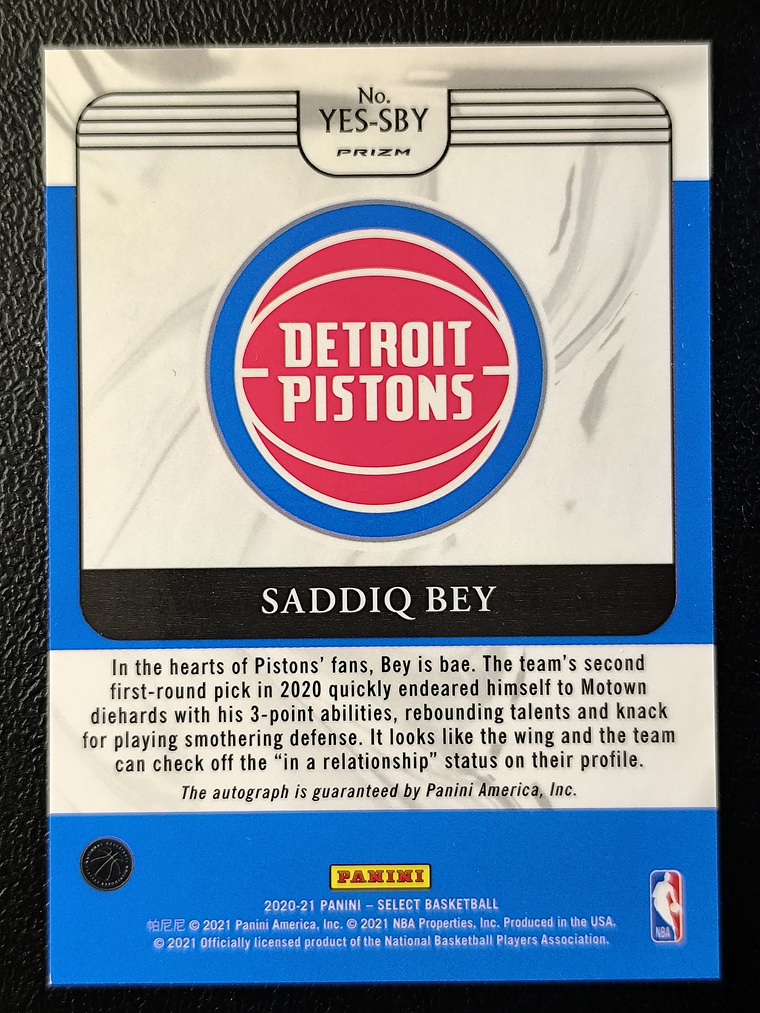 No.
YES-SBY
PRIZM
DETROIT
PISTONS
SADDIQ BEY
In the hearts of Pistons' fans, Bey is bae. The team's second
first-round pick in 2020 quickly endeared himself to Motown
diehards with his 3-point abilities, rebounding talents and knack
for playing smothering defense. It looks like the wing and the team
can check off the “in a relationship” status on their profile.
The autograph is guaranteed by Panini America, Inc.
PANINI
2020-21 PANINI – SELECT BASKETBALL
帕尼尼 © 2021 Panini America, Inc. © 2021 NBA Properties, Inc. Produced in the USA.
© 2021 Officially licensed product of the National Basketball Players Association.
NBA